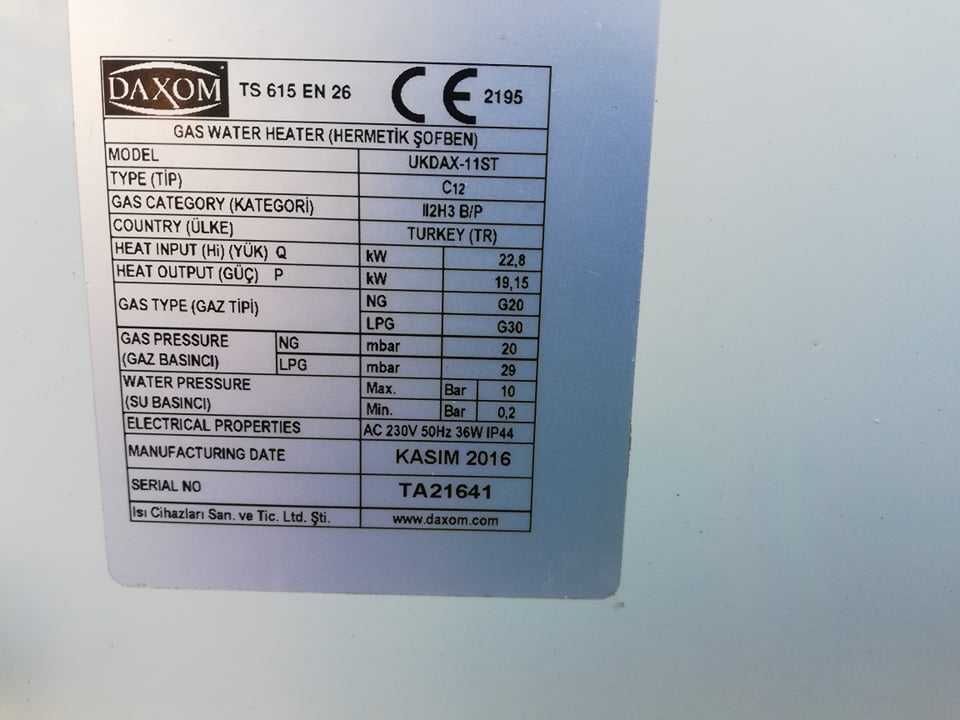 DAXOM TS 615 EN 26 CE 2195
GAS WATER HEATER (HERMETİK ŞOFBEN)
MODEL UKDAX-11ST
TYPE (TİP) C12
GAS CATEGORY (KATEGORİ) II2H3 B/P
COUNTRY (ÜLKE) TURKEY (TR)
HEAT INPUT (Hi) (YÜK) Q kW 22,8
HEAT OUTPUT (GÜÇ) P kW 19,15
GAS TYPE (GAZ TİPİ) NG G20
LPG G30
GAS PRESSURE (GAZ BASINCI) NG mbar 20
LPG mbar 29
WATER PRESSURE (SU BASINCI) Max. Bar 10
Min. Bar 0,2
ELECTRICAL PROPERTIES AC 230V 50Hz 36W IP44
MANUFACTURING DATE KASIM 2016
SERIAL NO TA21641
Isı Cihazları San. ve Tic. Ltd. Şti. www.daxom.com